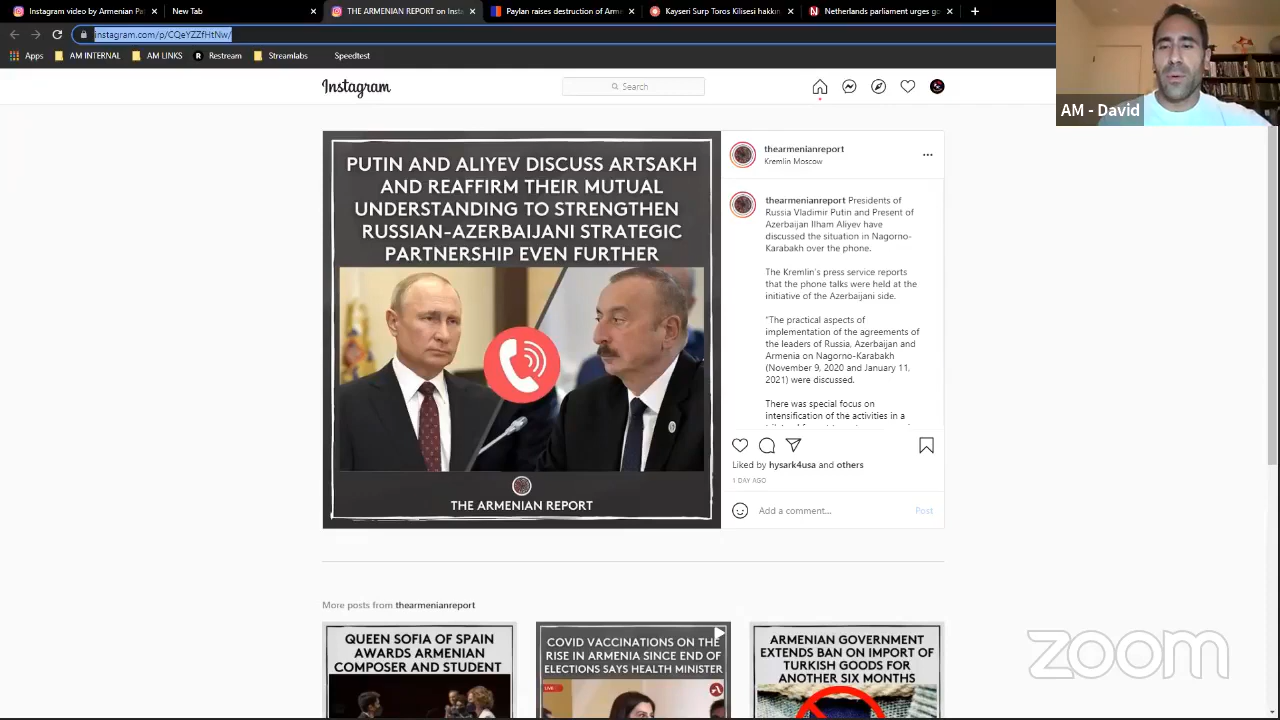 Instagram video by Armenian Pat
New Tab
THE ARMENIAN REPORT on Insta
Paylan raises destruction of Arme
Kayseri Surp Toros Kilisesi hakkın
Netherlands parliament urges go
instagram.com/p/CQeYZZfHtNw/
Apps
AM INTERNAL
AM LINKS
Restream
Streamlabs
Speedtest
AM - David
Instagram
Search
PUTIN AND ALIYEV DISCUSS ARTSAKH
AND REAFFIRM THEIR MUTUAL
UNDERSTANDING TO STRENGTHEN
RUSSIAN-AZERBAIJANI STRATEGIC
PARTNERSHIP EVEN FURTHER
THE ARMENIAN REPORT
thearmenianreport
Kremlin Moscow
thearmenianreport Presidents of
Russia Vladimir Putin and Present of
Azerbaijan Ilham Aliyev have
discussed the situation in Nagorno-
Karabakh over the phone.
The Kremlin's press service reports
that the phone talks were held at the
initiative of the Azerbaijani side.
"The practical aspects of
implementation of the agreements of
the leaders of Russia, Azerbaijan and
Armenia on Nagorno-Karabakh
(November 9, 2020 and January 11,
2021) were discussed.
There was special focus on
intensification of the activities in a
Liked by hysark4usa and others
1 DAY AGO
Add a comment...
Post
More posts from thearmenianreport
QUEEN SOFIA OF SPAIN
AWARDS ARMENIAN
COMPOSER AND STUDENT
COVID VACCINATIONS ON THE
RISE IN ARMENIA SINCE END OF
ELECTIONS SAYS HEALTH MINISTER
LIVE
ARMENIAN GOVERNMENT
EXTENDS BAN ON IMPORT OF
TURKISH GOODS FOR
ANOTHER SIX MONTHS
zoom